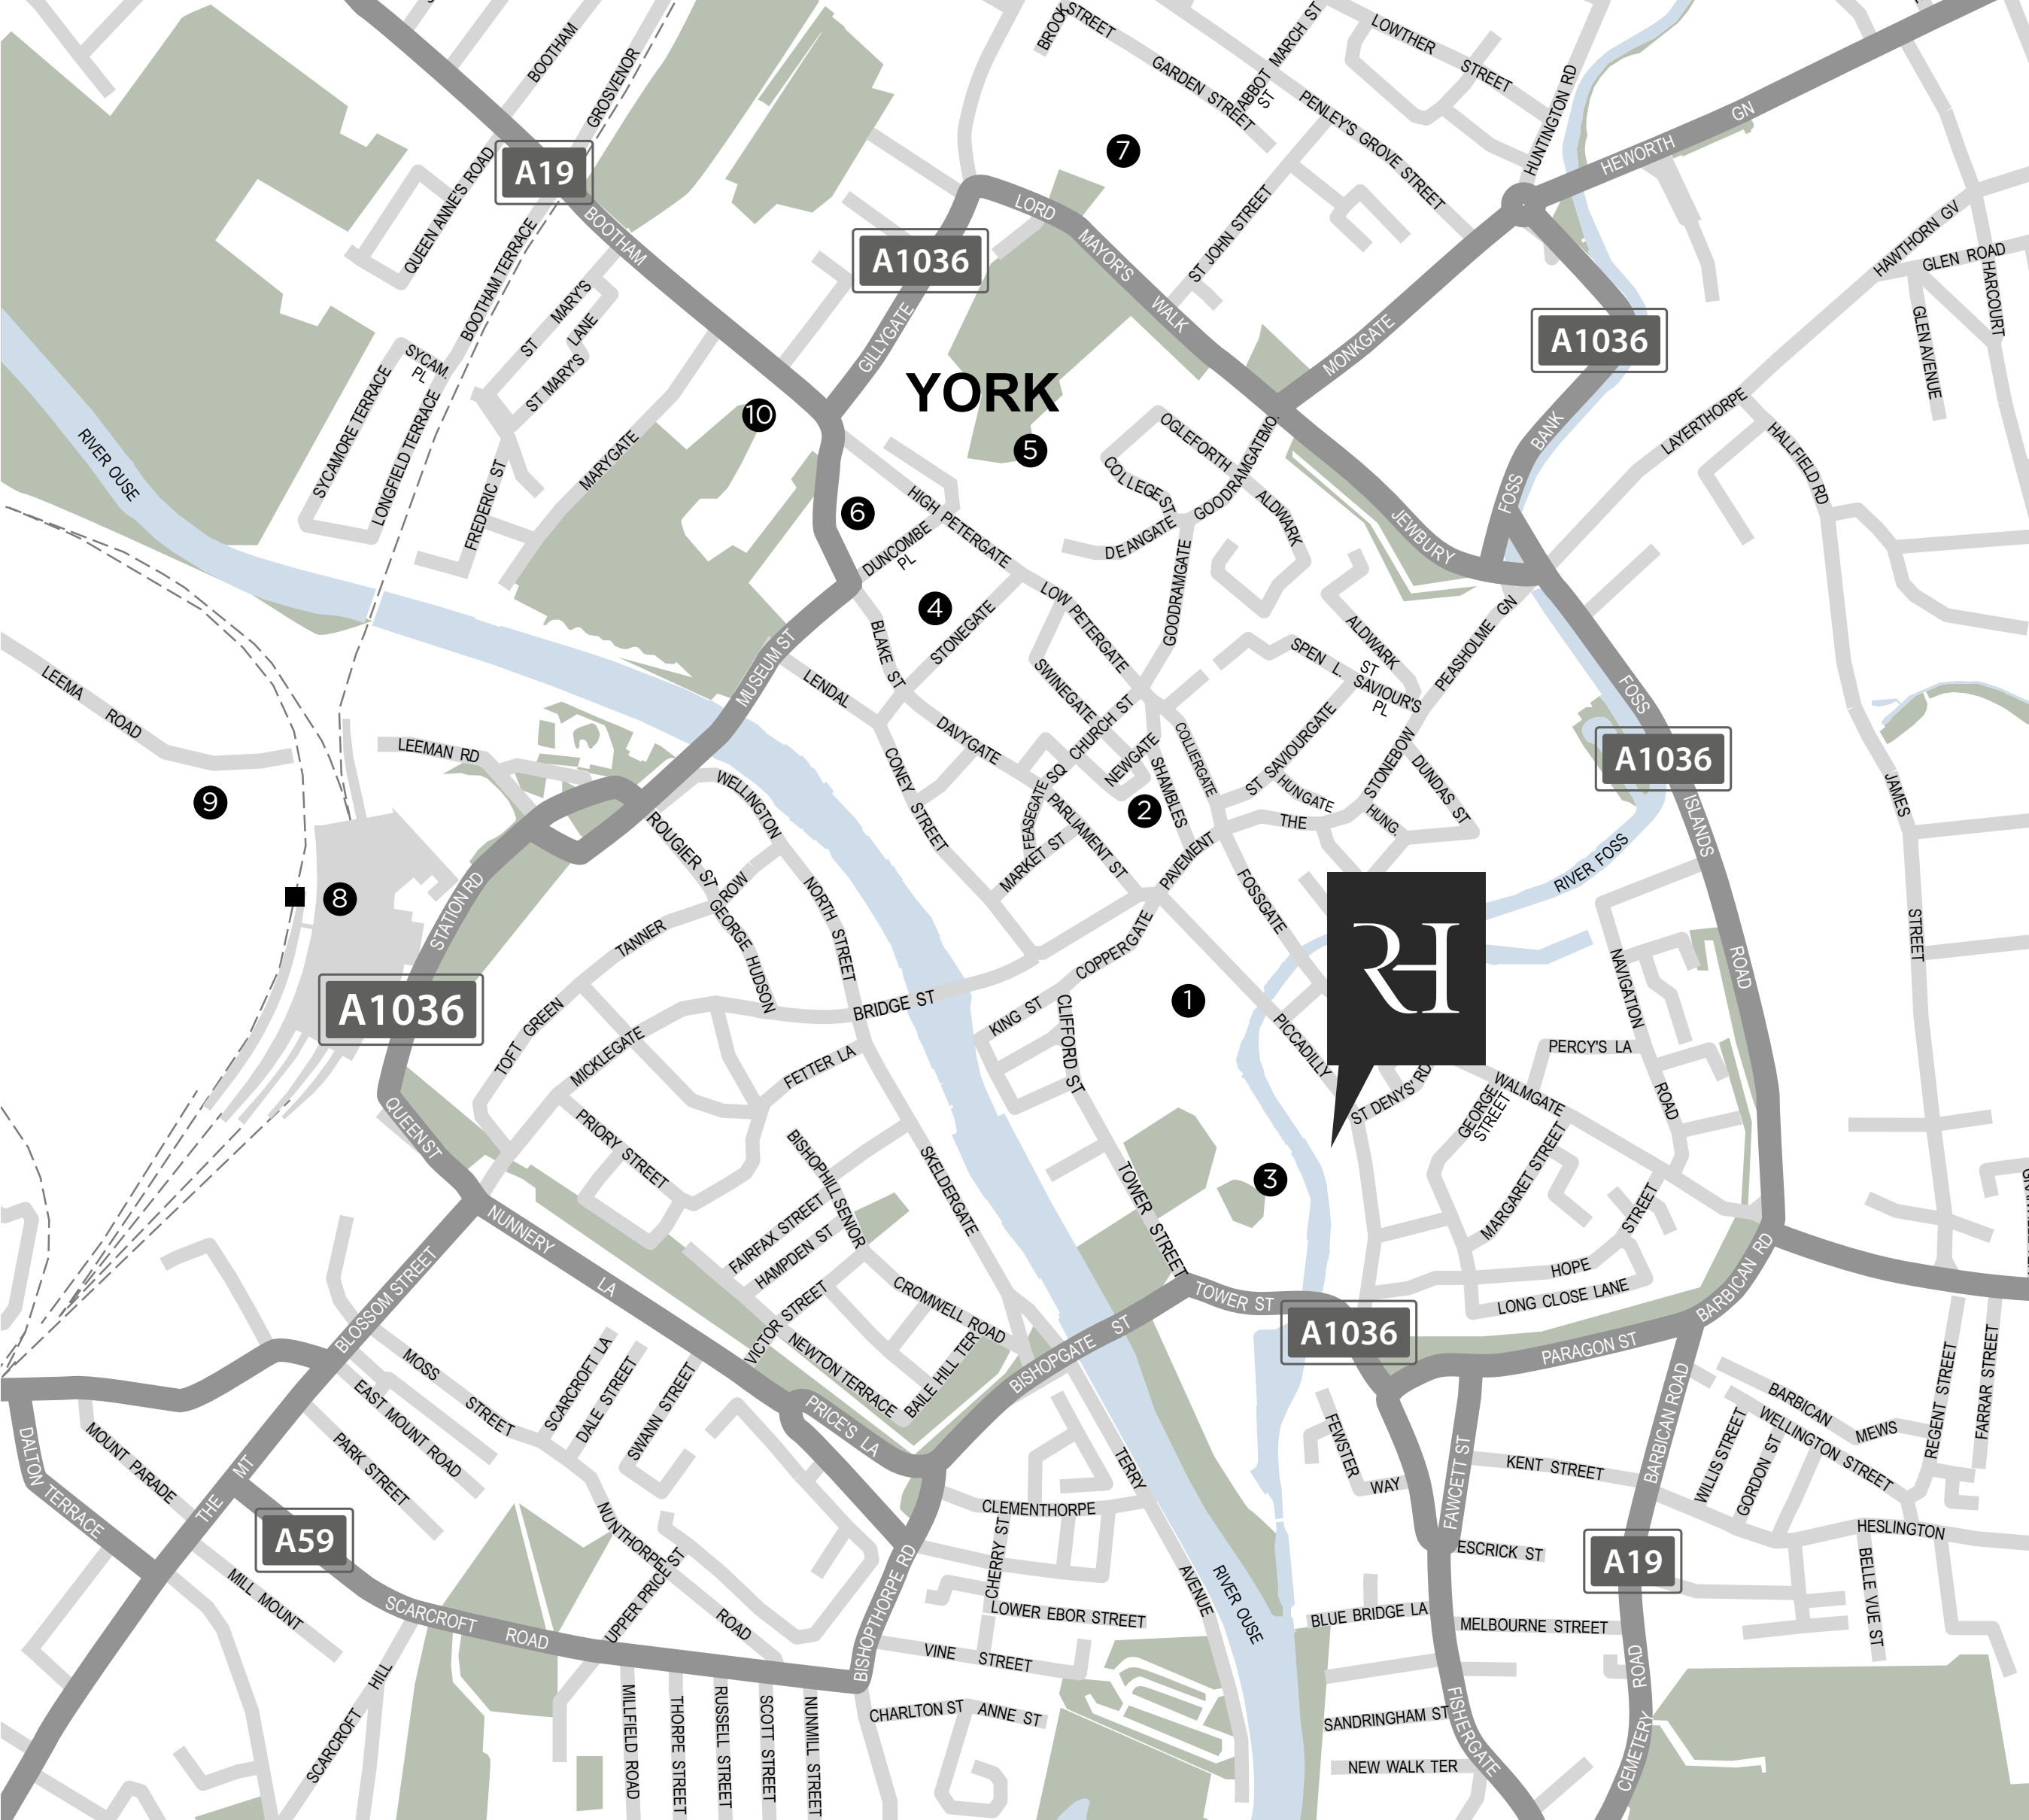 BOOTHAM
GROSVENOR
BROOK
STREET
GARDEN STREET
ABBOT MARCH ST
ST
LOWTHER
STREET
PENLEY'S GROVE STREET
HUNTINGTON RD
HEWORTH
GN
7
A19
QUEEN ANNE'S ROAD
BOOTHAM
BOOTHAM TERRACE
A1036
LORD
MAYOR'S
WALK
ST JOHN STREET
HAWTHORN GV
GLEN ROAD
HARCOURT
GLEN AVENUE
A1036
MONKGATE
GILLYGATE
ST MARY'S
LANE
ST MARY'S
SYCAM.
PL
SYCAMORE TERRACE
LONGFIELD TERRACE
FREDERIC ST
MARYGATE
RIVER OUSE
YORK
10
5
6
OGLEFORTH
COLLEGE ST
GOODRAMGATE
MO.
ALDWARK
DEANGATE
GOODRAMGATE
FOSS
BANK
JEWBURY
LAYERTHORPE
HALLFIELD RD
HIGH PETERGATE
DUNCOMBE
PL
4
STONEGATE
BLAKE ST
LOW PETERGATE
SWINEGATE
CHURCH ST
ALDWARK
SPEN L.
ST
SAVIOUR'S
PL
PEASHOLME GN
MUSEUM ST
LENDAL
DAVYGATE
CONEY STREET
FEASEGATE
SQ
NEWGATE
SHAMBLES
COLLIERGATE
2
ST SAVIOURGATE
HUNGATE
THE
HUNG.
STONEBOW
DUNDAS ST
FOSS
ISLANDS
ROAD
A1036
JAMES
STREET
RIVER FOSS
LEEMA
ROAD
LEEMAN RD
9
8
WELLINGTON
ROUGIER ST
ROW
TANNER
GEORGE HUDSON
NORTH STREET
STATION RD
PARLIAMENT ST
MARKET ST
PAVEMENT
FOSSGATE
RH
COPPERGATE
1
PICCADILLY
BRIDGE ST
KING ST
CLIFFORD ST
NAVIGATION
ROAD
PERCY'S LA
WALMGATE
ST DENYS' RD
GEORGE
STREET
MARGARET STREET
STREET
HOPE
LONG CLOSE LANE
A1036
TOFT GREEN
MICKLEGATE
FETTER LA
PRIORY STREET
QUEEN ST
BISHOPHILL SENIOR
SKELDERGATE
FAIRFAX STREET
HAMPDEN ST
VICTOR STREET
CROMWELL ROAD
NEWTON TERRACE
BAILE HILL TER
TOWER STREET
3
TOWER ST
A1036
PARAGON ST
BARBICAN RD
NUNNERY
LA
BLOSSOM STREET
BISHOPGATE ST
PRICE'S LA
MOSS
STREET
SCARCROFT LA
DALE STREET
SWANN STREET
EAST MOUNT ROAD
PARK STREET
MOUNT PARADE
DALTON TERRACE
THE MT
A59
MILL MOUNT
SCARCROFT ROAD
SCARCROFT HILL
NUNTHORPE
ROAD
UPPER PRICE ST
BISHOPTHORPE RD
CLEMENTHORPE
CHERRY ST
LOWER EBOR STREET
VINE STREET
CHARLTON ST
ANNE ST
MILLFIELD ROAD
THORPE STREET
RUSSELL STREET
SCOTT STREET
NUNMILL STREET
TERRY
AVENUE
RIVER OUSE
FEWSTER
WAY
FAWCETT ST
KENT STREET
BARBICAN ROAD
WILLIS STREET
GORDON ST
BARBICAN
MEWS
WELLINGTON STREET
REGENT STREET
FARRAR STREET
HESLINGTON
BELLE VUE ST
ESCRICK ST
A19
BLUE BRIDGE LA
MELBOURNE STREET
SANDRINGHAM ST
NEW WALK TER
FISHERGATE
CEMETERY
ROAD